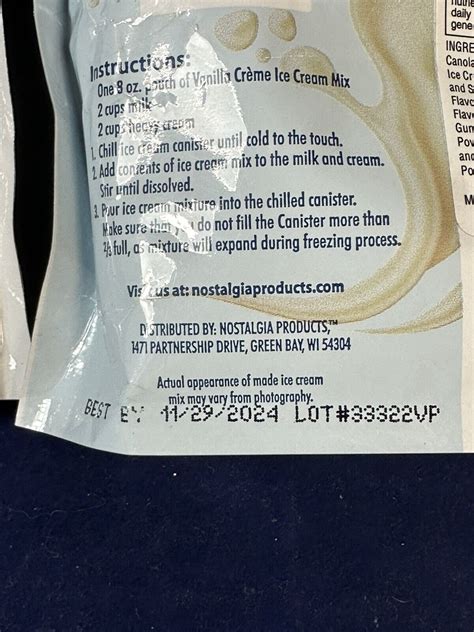 Instructions:
One 8 oz. pouch of Vanilla Crème Ice Cream Mix
2 cups milk
2 cups heavy cream
1. Chill ice cream canister until cold to the touch.
2. Add contents of ice cream mix to the milk and cream.
Stir until dissolved.
3. Pour ice cream mixture into the chilled canister.
Make sure that you do not fill the Canister more than
⅔ full, as mixture will expand during freezing process.
Visit us at: nostalgiaproducts.com
DISTRIBUTED BY: NOSTALGIA PRODUCTS,™
1471 PARTNERSHIP DRIVE, GREEN BAY, WI 54304
Actual appearance of made ice cream
mix may vary from photography.
BEST BY 11/29/2024 LOT#33322VP
daily
gene
INGRE
Canola
Ice Cr
and S
Flavo
Flav
Gum
Pow
and
Po